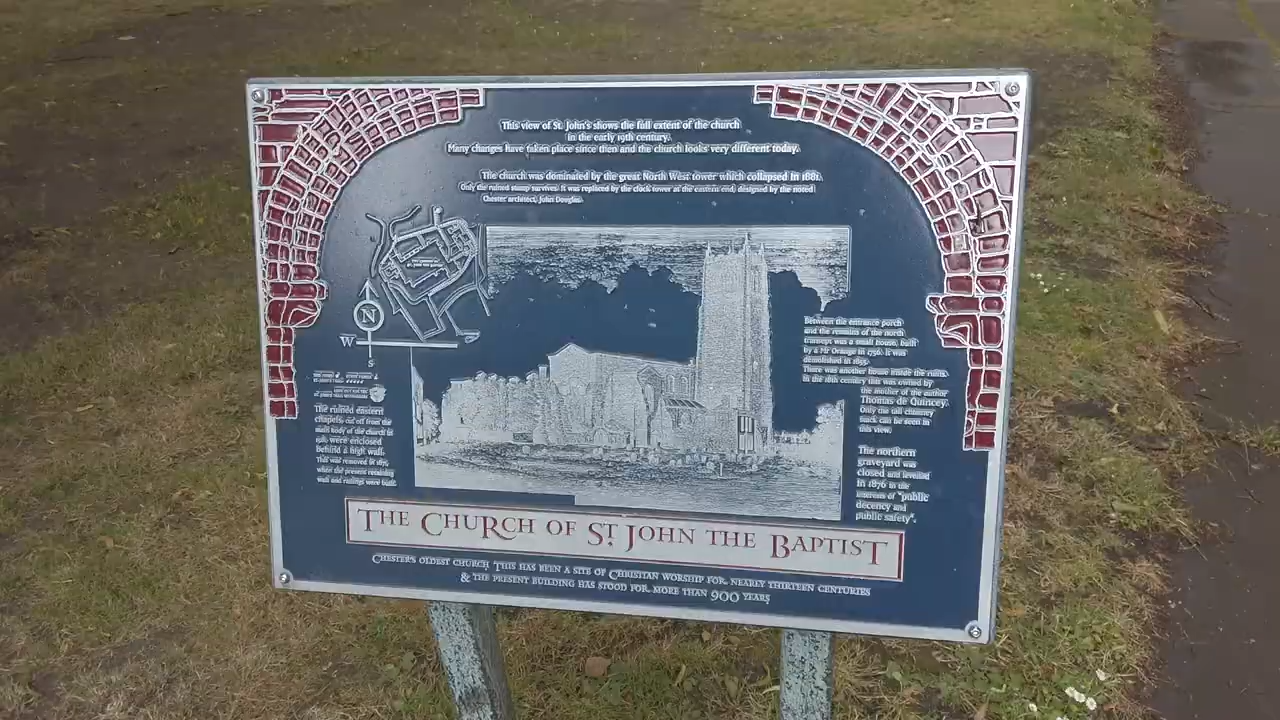 This view of St. John's shows the full extent of the church
in the early 19th century.
Many changes have taken place since then and the church looks very different today.
The church was dominated by the great North West tower which collapsed in 1881.
Only the ruined stump survives. It was replaced by the clock tower at the eastern end, designed by the noted
Chester architect, John Douglas.
N
W
S
The ruined eastern
chapels cut off from the
main body of the church in
were enclosed
behind a high wall.
This was removed in
when the present retaining
wall and railings were built.
Between the entrance porch
and the remains of the north
transept was a small house, built
by a Mr Orange in 1750. It was
demolished in 1855.
There was another house inside the ruins.
In the 18th century this was owned by
the mother of the author
Thomas de Quincey.
Only the tall chimney
stack can be seen in
this view.
The northern
graveyard was
closed and levelled
in 1876 in the
interests of "public
decency and
public safety".
THE CHURCH OF ST. JOHN THE BAPTIST
CHESTER'S OLDEST CHURCH. THIS HAS BEEN A SITE OF CHRISTIAN WORSHIP FOR NEARLY THIRTEEN CENTURIES
& THE PRESENT BUILDING HAS STOOD FOR MORE THAN 900 YEARS